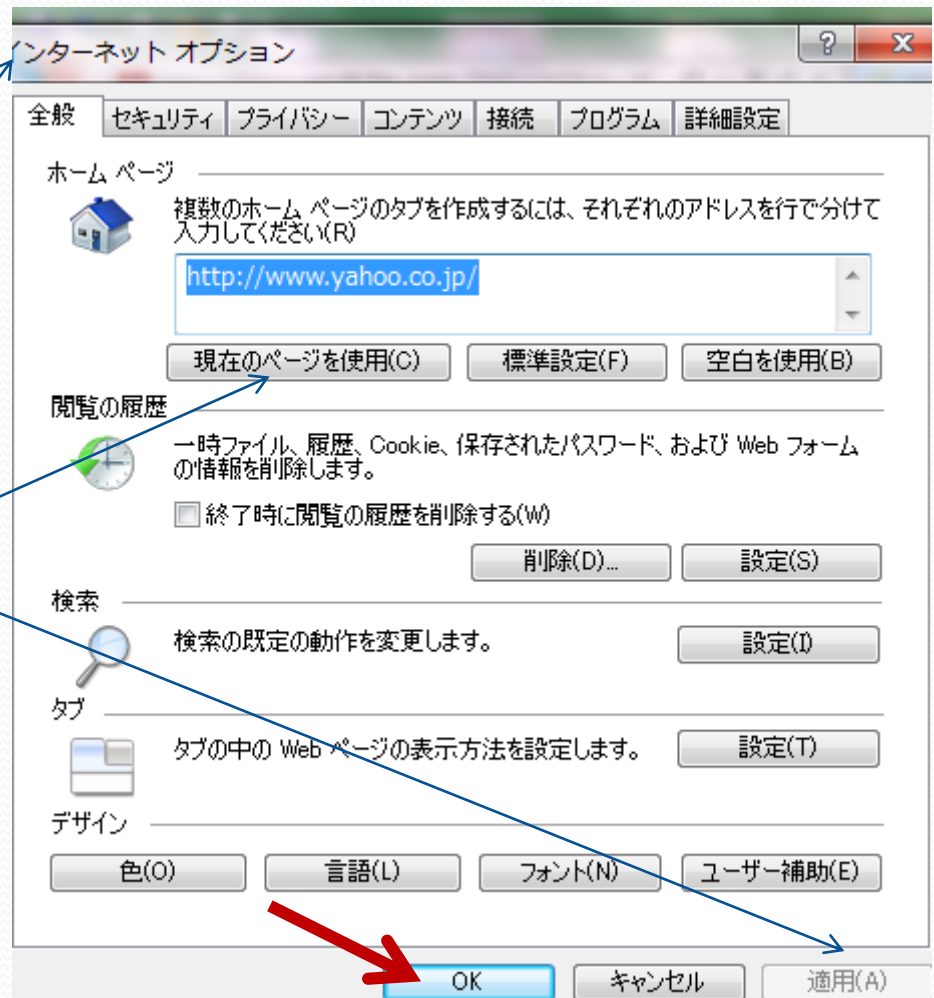 インターネット オプション
全般 セキュリティ プライバシー コンテンツ 接続 プログラム 詳細設定
ホーム ページ
複数のホーム ページのタブを作成するには、それぞれのアドレスを行で分けて
入力してください(R)
http://www.yahoo.co.jp/
現在のページを使用(C) 標準設定(F) 空白を使用(B)
閲覧の履歴
一時ファイル、履歴、Cookie、保存されたパスワード、および Web フォーム
の情報を削除します。
終了時に閲覧の履歴を削除する(W)
削除(D)... 設定(S)
検索
検索の既定の動作を変更します。 設定(I)
タブ
タブの中の Web ページの表示方法を設定します。 設定(T)
デザイン
色(O) 言語(L) フォント(N) ユーザー補助(E)
OK キャンセル 適用(A)